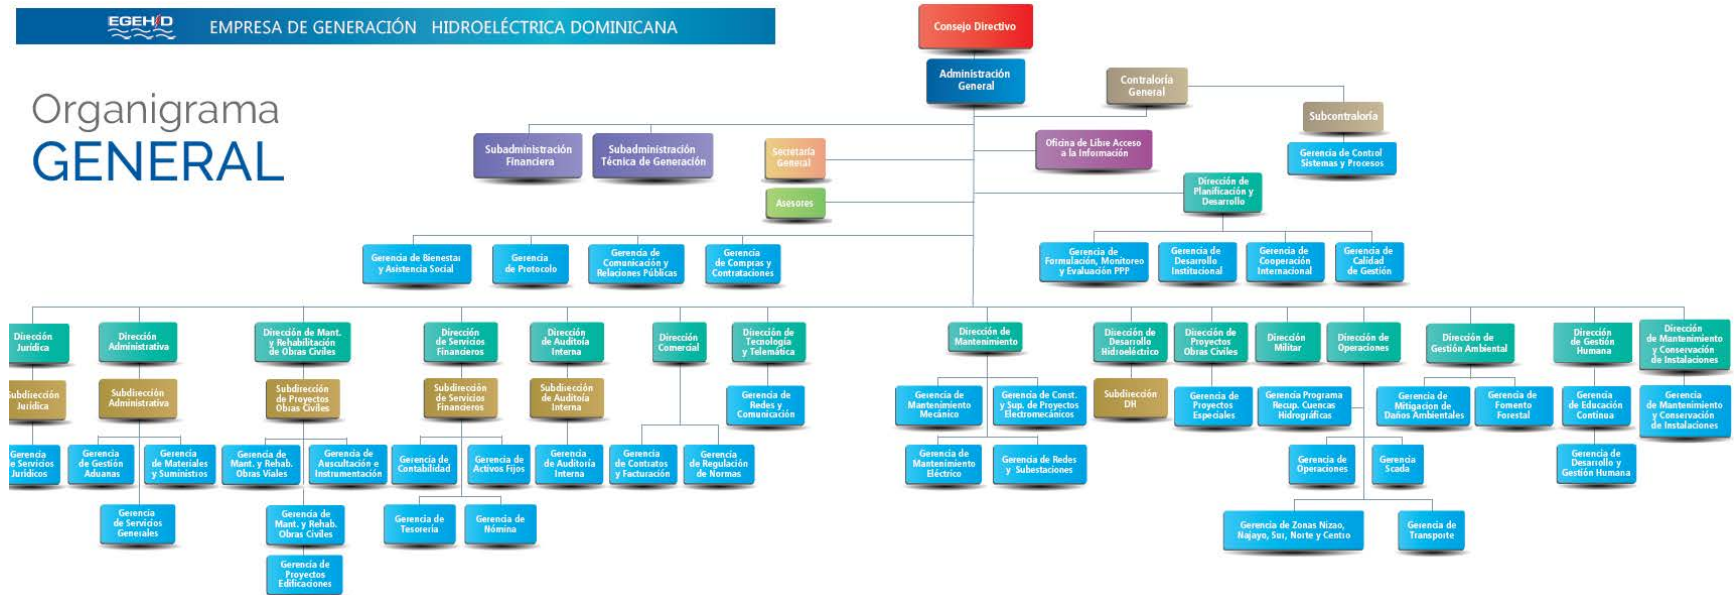 EGEHID
EMPRESA DE GENERACIÓN HIDROELÉCTRICA DOMINICANA
Organigrama
GENERAL
Consejo Directivo
Administración
General
Contraloría
General
Subcontraloría
Gerencia de Control
Sistemas y Procesos
Subadministración
Financiera
Subadministración
Técnica de Generación
Secretaría
General
Oficina de Libre Acceso
a la Información
Asesores
Dirección de
Planificación y
Desarrollo
Gerencia de Bienestar
y Asistencia Social
Gerencia
de Protocolo
Gerencia de
Comunicación y
Relaciones Públicas
Gerencia
de Compras y
Contrataciones
Gerencia de
Formulación, Monitoreo
y Evaluación PPP
Gerencia de
Desarrollo
Institucional
Gerencia de
Cooperación
Internacional
Gerencia de
Calidad
de Gestión
Dirección
Jurídica
Dirección
Administrativa
Dirección de Mant.
y Rehabilitación
de Obras Civiles
Dirección
de Servicios
Financieros
Dirección
de Auditoía
Interna
Dirección
Comercial
Dirección de
Tecnología
y Telemática
Dirección de
Mantenimiento
Dirección de
Desarrollo
Hidroeléctrico
Dirección de
Proyectos
Obras Civiles
Dirección
Militar
Dirección de
Operaciones
Dirección de
Gestión Ambiental
Dirección
de Gestión
Humana
Dirección
de Mantenimiento
y Conservación
de Instalaciones
Subdirección
Jurídica
Subdirección
Administrativa
Subdirección
de Proyectos
Obras Civiles
Subdirección
de Servicios
Financieros
Subdirección
de Auditoía
Interna
Gerencia de
Redes y
Comunicación
Gerencia de
Mantenimiento
Mecánico
Gerencia de Const.
y Sup. de Proyectos
Electromecánicos
Subdirección
DH
Gerencia de
Proyectos
Especiales
Gerencia Programa
Recup. Cuencas
Hidrográficas
Gerencia de
Mitigacion de
Daños Ambientales
Gerencia de
Fomento
Forestal
Gerencia
de Educación
Continua
Gerencia
de Mantenimiento
y Conservación
de Instalaciones
Gerencia
de Servicios
Jurídicos
Gerencia
de Gestión
Aduanas
Gerencia
de Materiales
y Suministros
Gerencia de
Mant. y Rehab.
Obras Viales
Gerencia de
Auscultación e
Instrumentación
Gerencia de
Contabilidad
Gerencia de
Activos Fijos
Gerencia
de Auditoía
Interna
Gerencia
de Contratos
y Facturación
Gerencia
de Regulación
de Normas
Gerencia de
Mantenimiento
Eléctrico
Gerencia de Redes
y Subestaciones
Gerencia de
Operaciones
Gerencia
Scada
Gerencia de
Desarrollo y
Gestión Humana
Gerencia
de Servicios
Generales
Gerencia de
Mant. y Rehab.
Obras Civiles
Gerencia de
Tesorería
Gerencia de
Nómina
Gerencia de Zonas Nizao,
Najayo, Sur, Norte y Centro
Gerencia de
Transporte
Gerencia de
Proyectos
Edificaciones